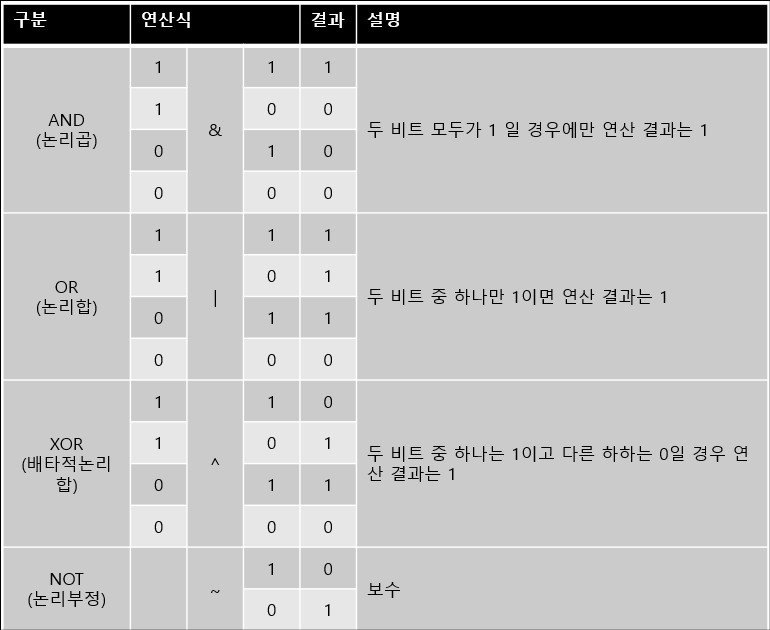 구분 연산식 결과 설명
1 1 1
1 0 0
AND
(논리곱)
&
두 비트 모두가 1 일 경우에만 연산 결과는 1
0 1 0
0 0 0
1 1 1
1 0 1
OR
(논리합)
|
두 비트 중 하나만 1이면 연산 결과는 1
0 1 1
0 0 0
1 1 0
1 0 1
XOR
(배타적논리
합)
^
두 비트 중 하나는 1이고 다른 하하는 0일 경우 연
산 결과는 1
0 1 1
0 0 0
NOT
(논리부정)
~
1 0
0 1
보수